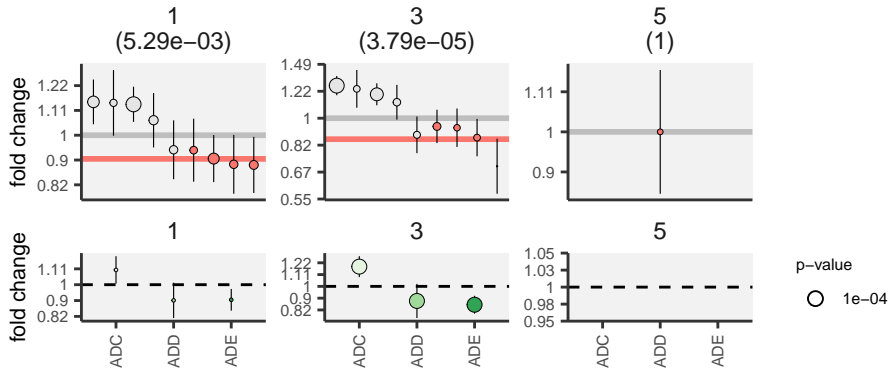 1
(5.29e−03)
3
(3.79e−05)
5
(1)
fold change
1.22
1.11
1
0.9
0.82
1.49
1.22
1
0.82
0.67
0.55
1.11
1
0.9
1
3
5
fold change
1.11
1
0.9
0.82
1.22
1.11
1
0.9
0.82
1.05
1.03
1
0.98
0.95
ADC
ADD
ADE
ADC
ADD
ADE
ADC
ADD
ADE
p−value
1e−04